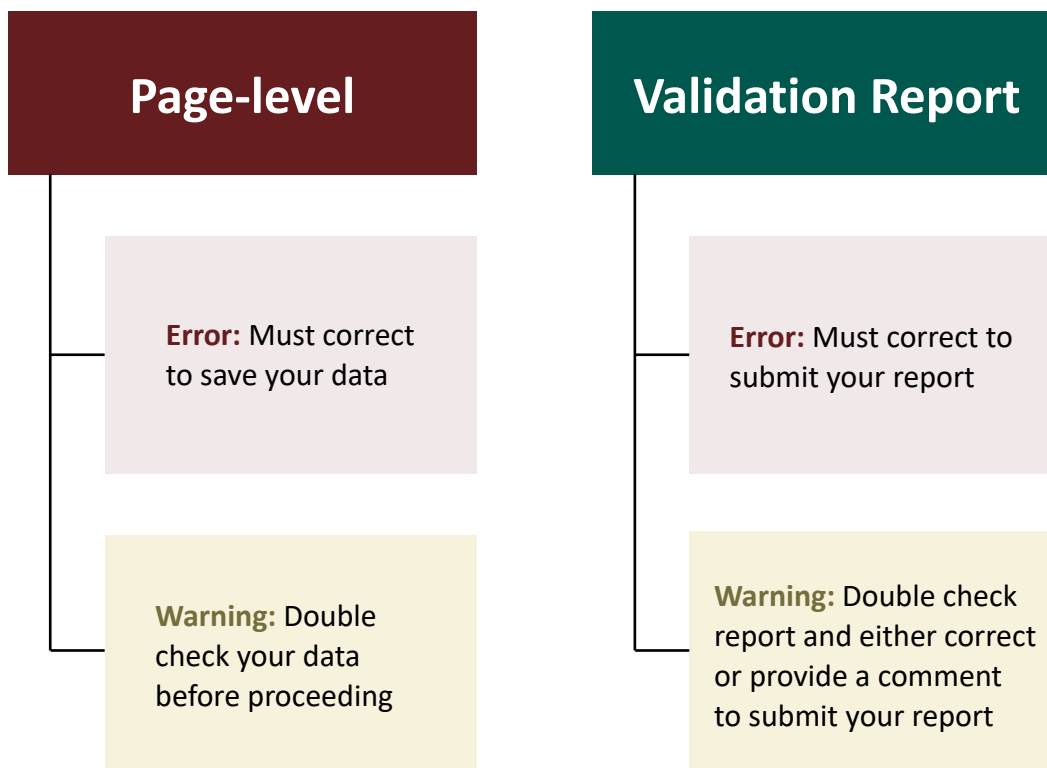 Page-level
Error: Must correct
to save your data
Warning: Double
check your data
before proceeding
Validation Report
Error: Must correct to
submit your report
Warning: Double check
report and either correct
or provide a comment
to submit your report